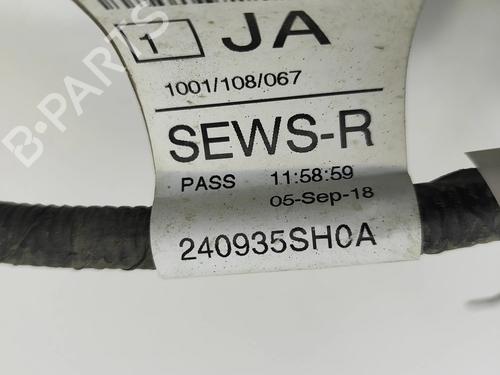 1 JA
1001/108/067
SEWS-R
PASS 11:58:59
05-Sep-18
240935SH0A
B-PARTS